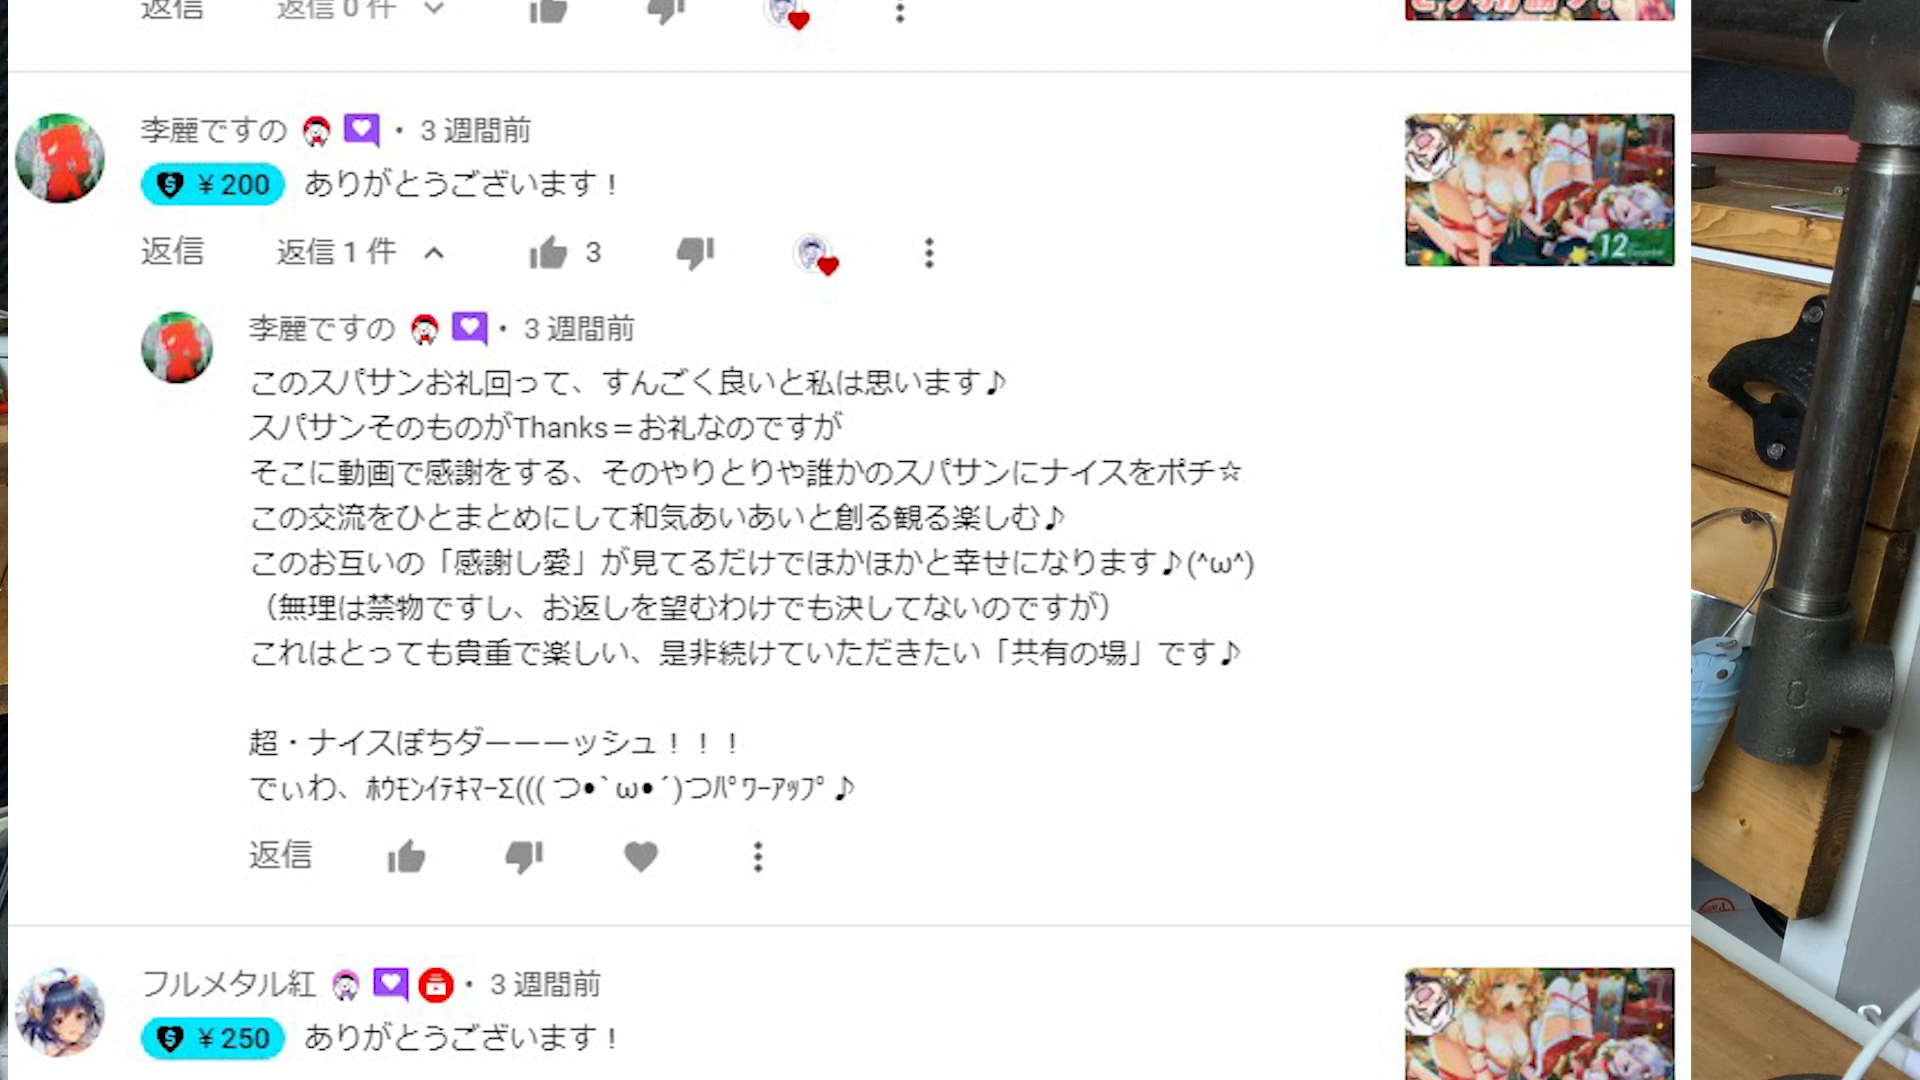 返信 返信 0 件
李麗ですの ・ 3 週間前
¥ 200 ありがとうございます！
返信 返信 1 件 3
12
李麗ですの ・ 3 週間前
このスパサンお礼回って、すんごく良いと私は思います♪
スパサンそのものがThanks＝お礼なのですが
そこに動画で感謝をする、そのやりとりや誰かのスパサンにナイスをポチ☆
この交流をひとまとめにして和気あいあいと創る観る楽しむ♪
このお互いの「感謝し愛」が見てるだけでほかほかと幸せになります♪(^ω^)
（無理は禁物ですし、お返しを望むわけでも決してないのですが）
これはとっても貴重で楽しい、是非続けていただきたい「共有の場」です♪
超・ナイスぽちダーーーッシュ！！！
でぃわ、ﾎｳﾓﾝｲﾃｷﾏｰΣ((( つ•̀ω•́)つﾊﾟﾜｰｱｯﾌﾟ♪
返信
フルメタル紅 ・ 3 週間前
¥ 250 ありがとうございます！